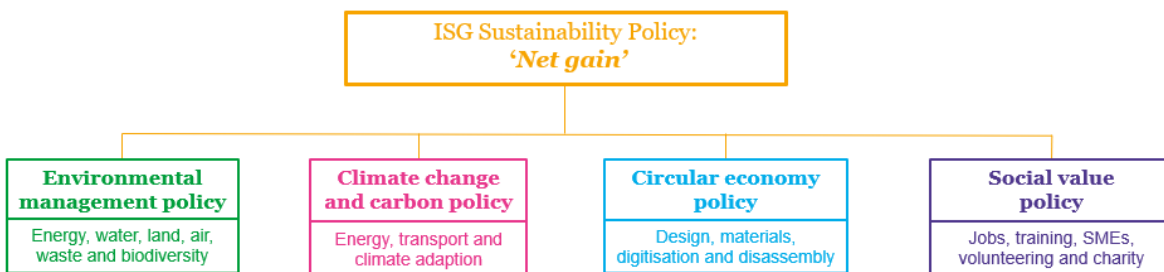 ISG Sustainability Policy:
‘Net gain’
Environmental
management policy
Energy, water, land, air,
waste and biodiversity
Climate change
and carbon policy
Energy, transport and
climate adaption
Circular economy
policy
Design, materials,
digitisation and disassembly
Social value
policy
Jobs, training, SMEs,
volunteering and charity